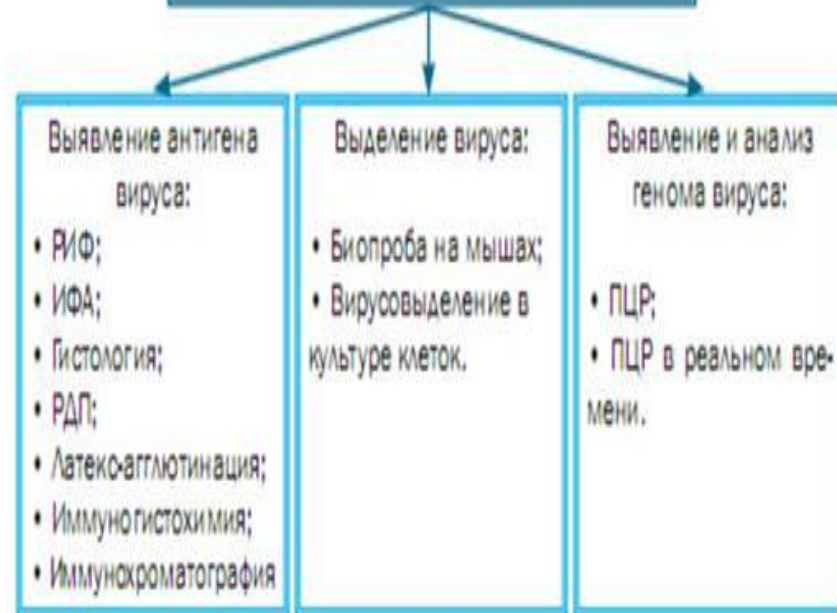 Выявление антигена
вируса:
• РИФ;
• ИФА;
• Гистология;
• РДП;
• Латекс-агглютинация;
• Иммуногистохимия;
• Иммунохроматография
Выделение вируса:
• Биопроба на мышах;
• Вирусовыделение в
культуре клеток.
Выявление и анализ
генома вируса:
• ПЦР;
• ПЦР в реальном вре-
мени.